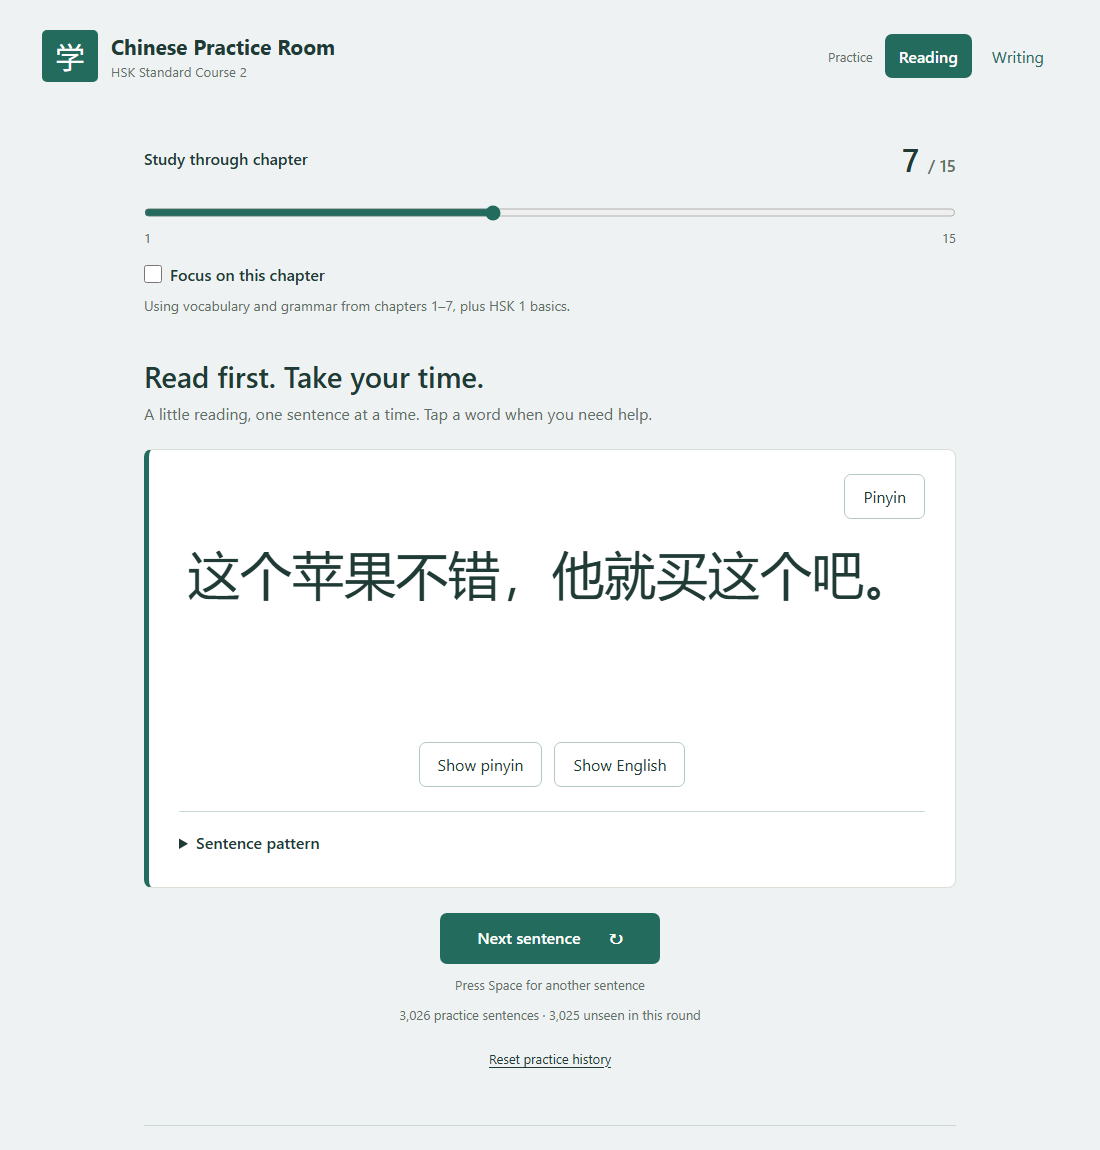 学
Chinese Practice Room
HSK Standard Course 2
Practice
Reading
Writing
Study through chapter
7 / 15
1
15
Focus on this chapter
Using vocabulary and grammar from chapters 1–7, plus HSK 1 basics.
Read first. Take your time.
A little reading, one sentence at a time. Tap a word when you need help.
Pinyin
这个苹果不错，他就买这个吧。
Show pinyin
Show English
Sentence pattern
Next sentence ↻
Press Space for another sentence
3,026 practice sentences · 3,025 unseen in this round
Reset practice history